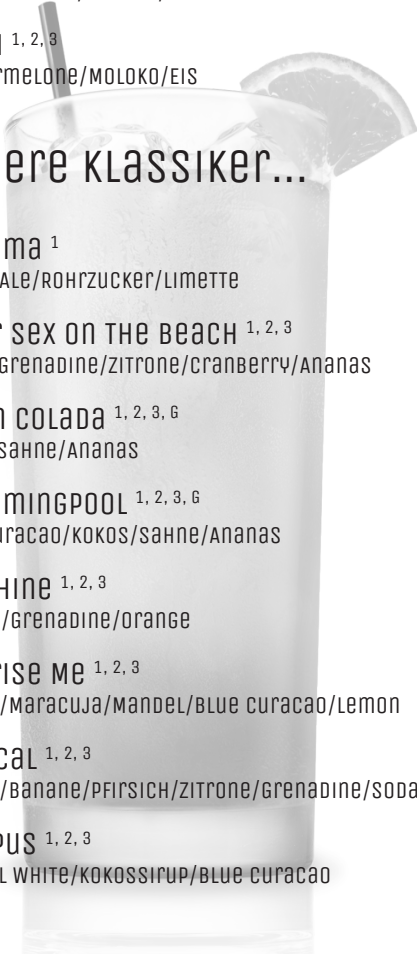 1, 2, 3
rmelone/Moloko/Eis
ere Klassiker...
ma 1
Ale/Rohrzucker/Limette
Sex on the Beach 1, 2, 3
Grenadine/Zitrone/Cranberry/Ananas
Colada 1, 2, 3, G
Sahne/Ananas
mingpool 1, 2, 3, G
uracao/Kokos/Sahne/Ananas
hine 1, 2, 3
/Grenadine/Orange
rise Me 1, 2, 3
/Maracuja/Mandel/Blue Curacao/Lemon
cal 1, 2, 3
/Banane/Pfirsich/Zitrone/Grenadine/Soda
pus 1, 2, 3
l White/Kokossirup/Blue Curacao